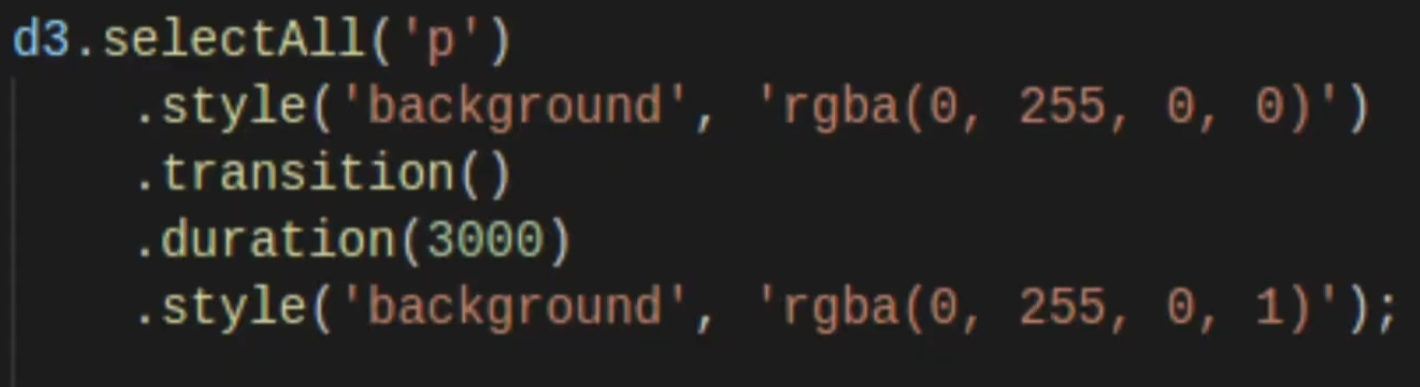 d3.selectAll('p')
    .style('background', 'rgba(0, 255, 0, 0)')
    .transition()
    .duration(3000)
    .style('background', 'rgba(0, 255, 0, 1)');